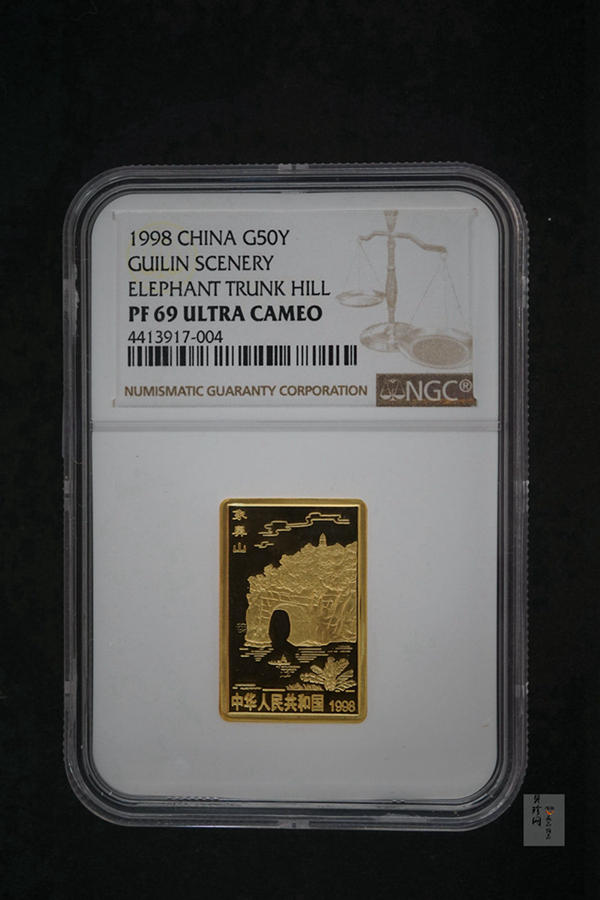 1998 CHINA G50Y
GUILIN SCENERY
ELEPHANT TRUNK HILL
PF 69 ULTRA CAMEO
4413917-004
NUMISMATIC GUARANTY CORPORATION
NGC®
象鼻山
中华人民共和国 1998